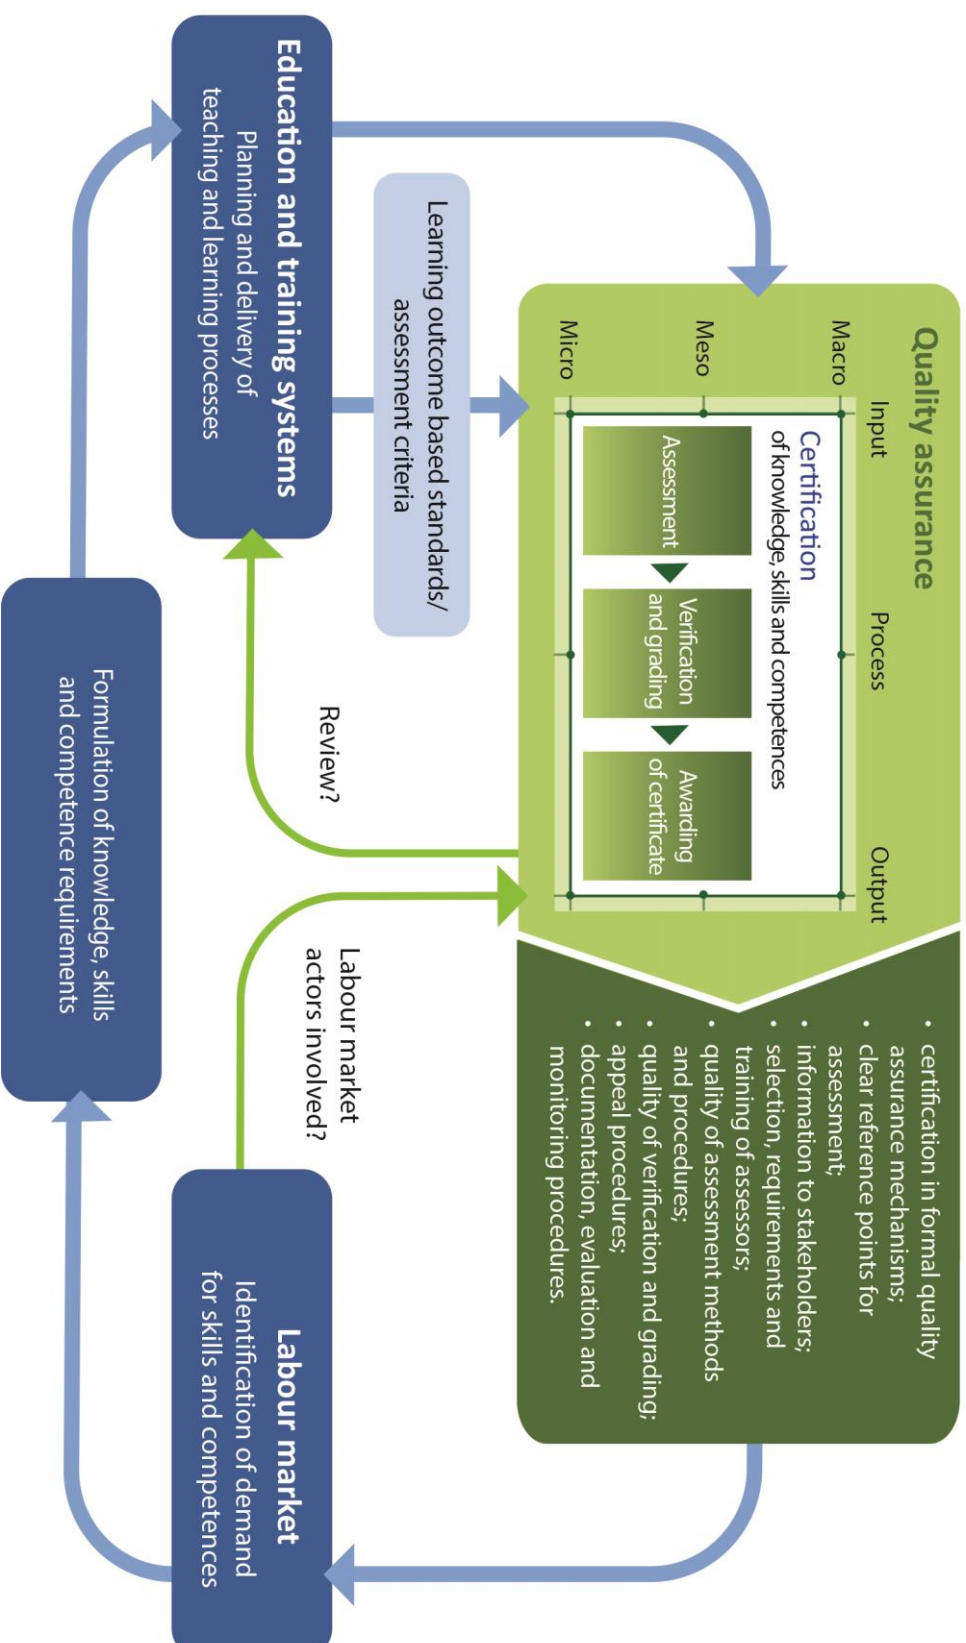 Quality assurance
Input
Process
Output
Macro
Meso
Micro
Certification
of knowledge, skills and competences
Assessment
Verification
and grading
Awarding
of certificate
• certification in formal quality
assurance mechanisms;
• clear reference points for
assessment;
• information to stakeholders;
• selection, requirements and
training of assessors;
• quality of assessment methods
and procedures;
• quality of verification and grading;
• appeal procedures;
• documentation, evaluation and
monitoring procedures.
Learning outcome based standards/
assessment criteria
Review?
Labour market
actors involved?
Education and training systems
Planning and delivery of
teaching and learning processes
Labour market
Identification of demand
for skills and competences
Formulation of knowledge, skills
and competence requirements